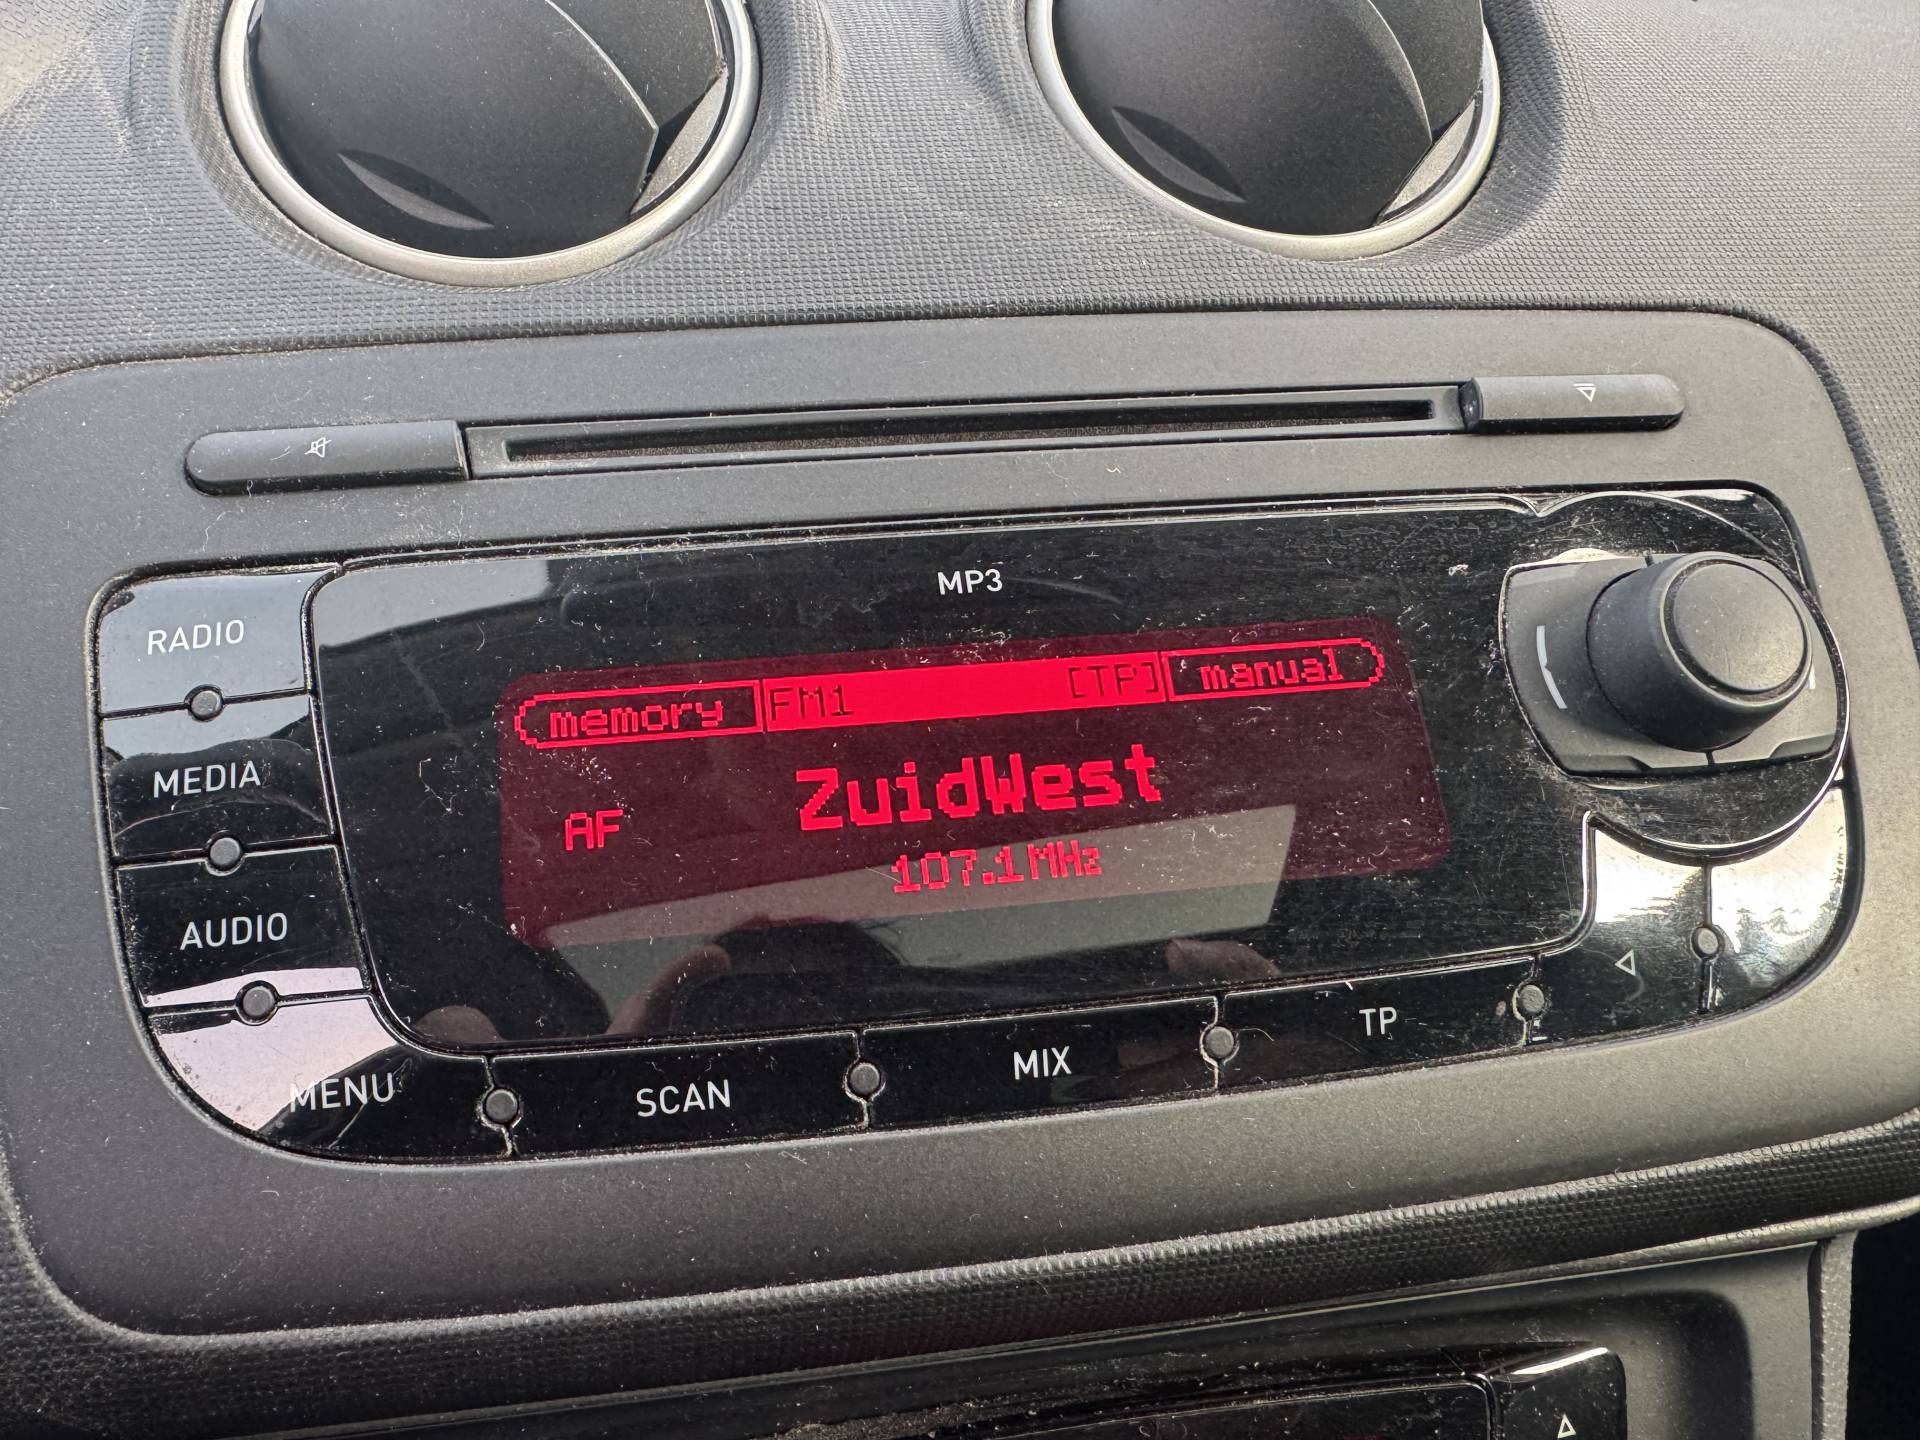 MP3
RADIO
memory FM1 [TP] manual
MEDIA
ZuidWest
AF
107.1MHz
AUDIO
MENU
SCAN
MIX
TP